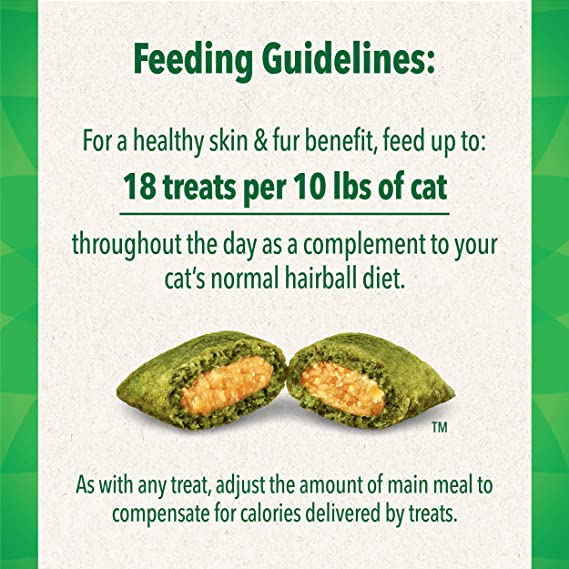 Feeding Guidelines:
For a healthy skin & fur benefit, feed up to:
18 treats per 10 lbs of cat
throughout the day as a complement to your
cat’s normal hairball diet.
TM
As with any treat, adjust the amount of main meal to
compensate for calories delivered by treats.